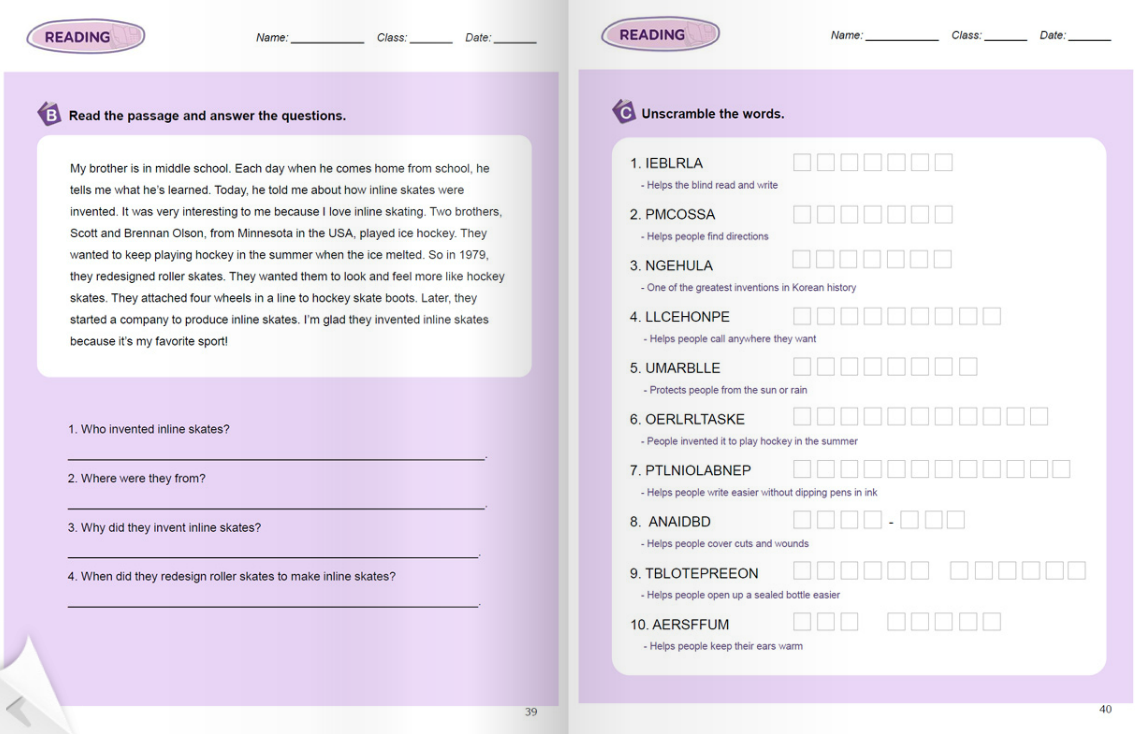 READING
Name: ____________ Class: _______ Date: _______
B Read the passage and answer the questions.
My brother is in middle school. Each day when he comes home from school, he
tells me what he's learned. Today, he told me about how inline skates were
invented. It was very interesting to me because I love inline skating. Two brothers,
Scott and Brennan Olson, from Minnesota in the USA, played ice hockey. They
wanted to keep playing hockey in the summer when the ice melted. So in 1979,
they redesigned roller skates. They wanted them to look and feel more like hockey
skates. They attached four wheels in a line to hockey skate boots. Later, they
started a company to produce inline skates. I'm glad they invented inline skates
because it's my favorite sport!
1. Who invented inline skates?
2. Where were they from?
3. Why did they invent inline skates?
4. When did they redesign roller skates to make inline skates?
39
READING
Name: ____________ Class: _______ Date: _______
C Unscramble the words.
1. IEBLRLA
- Helps the blind read and write
2. PMCOSSA
- Helps people find directions
3. NGEHULA
- One of the greatest inventions in Korean history
4. LLCEHONPE
- Helps people call anywhere they want
5. UMARBLLE
- Protects people from the sun or rain
6. OERLRLTASKE
- People invented it to play hockey in the summer
7. PTLNIOLABNEP
- Helps people write easier without dipping pens in ink
8. ANAIDBD -
- Helps people cover cuts and wounds
9. TBLOTEPREEON
- Helps people open up a sealed bottle easier
10. AERSFFUM
- Helps people keep their ears warm
40